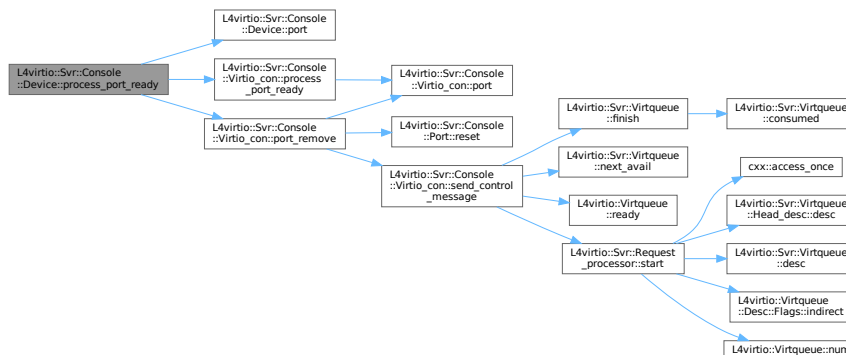 L4virtio::Svr::Console
::Device::process_port_ready
L4virtio::Svr::Console
::Device::port
L4virtio::Svr::Console
::Virtio_con::process
_port_ready
L4virtio::Svr::Console
::Virtio_con::port_remove
L4virtio::Svr::Console
::Virtio_con::port
L4virtio::Svr::Console
::Port::reset
L4virtio::Svr::Console
::Virtio_con::send_control
_message
L4virtio::Svr::Virtqueue
::finish
L4virtio::Svr::Virtqueue
::next_avail
L4virtio::Virtqueue
::ready
L4virtio::Svr::Request
_processor::start
L4virtio::Svr::Virtqueue
::consumed
cxx::access_once
L4virtio::Svr::Virtqueue
::Head_desc::desc
L4virtio::Svr::Virtqueue
::desc
L4virtio::Virtqueue
::Desc::Flags::indirect
L4virtio::Virtqueue::num